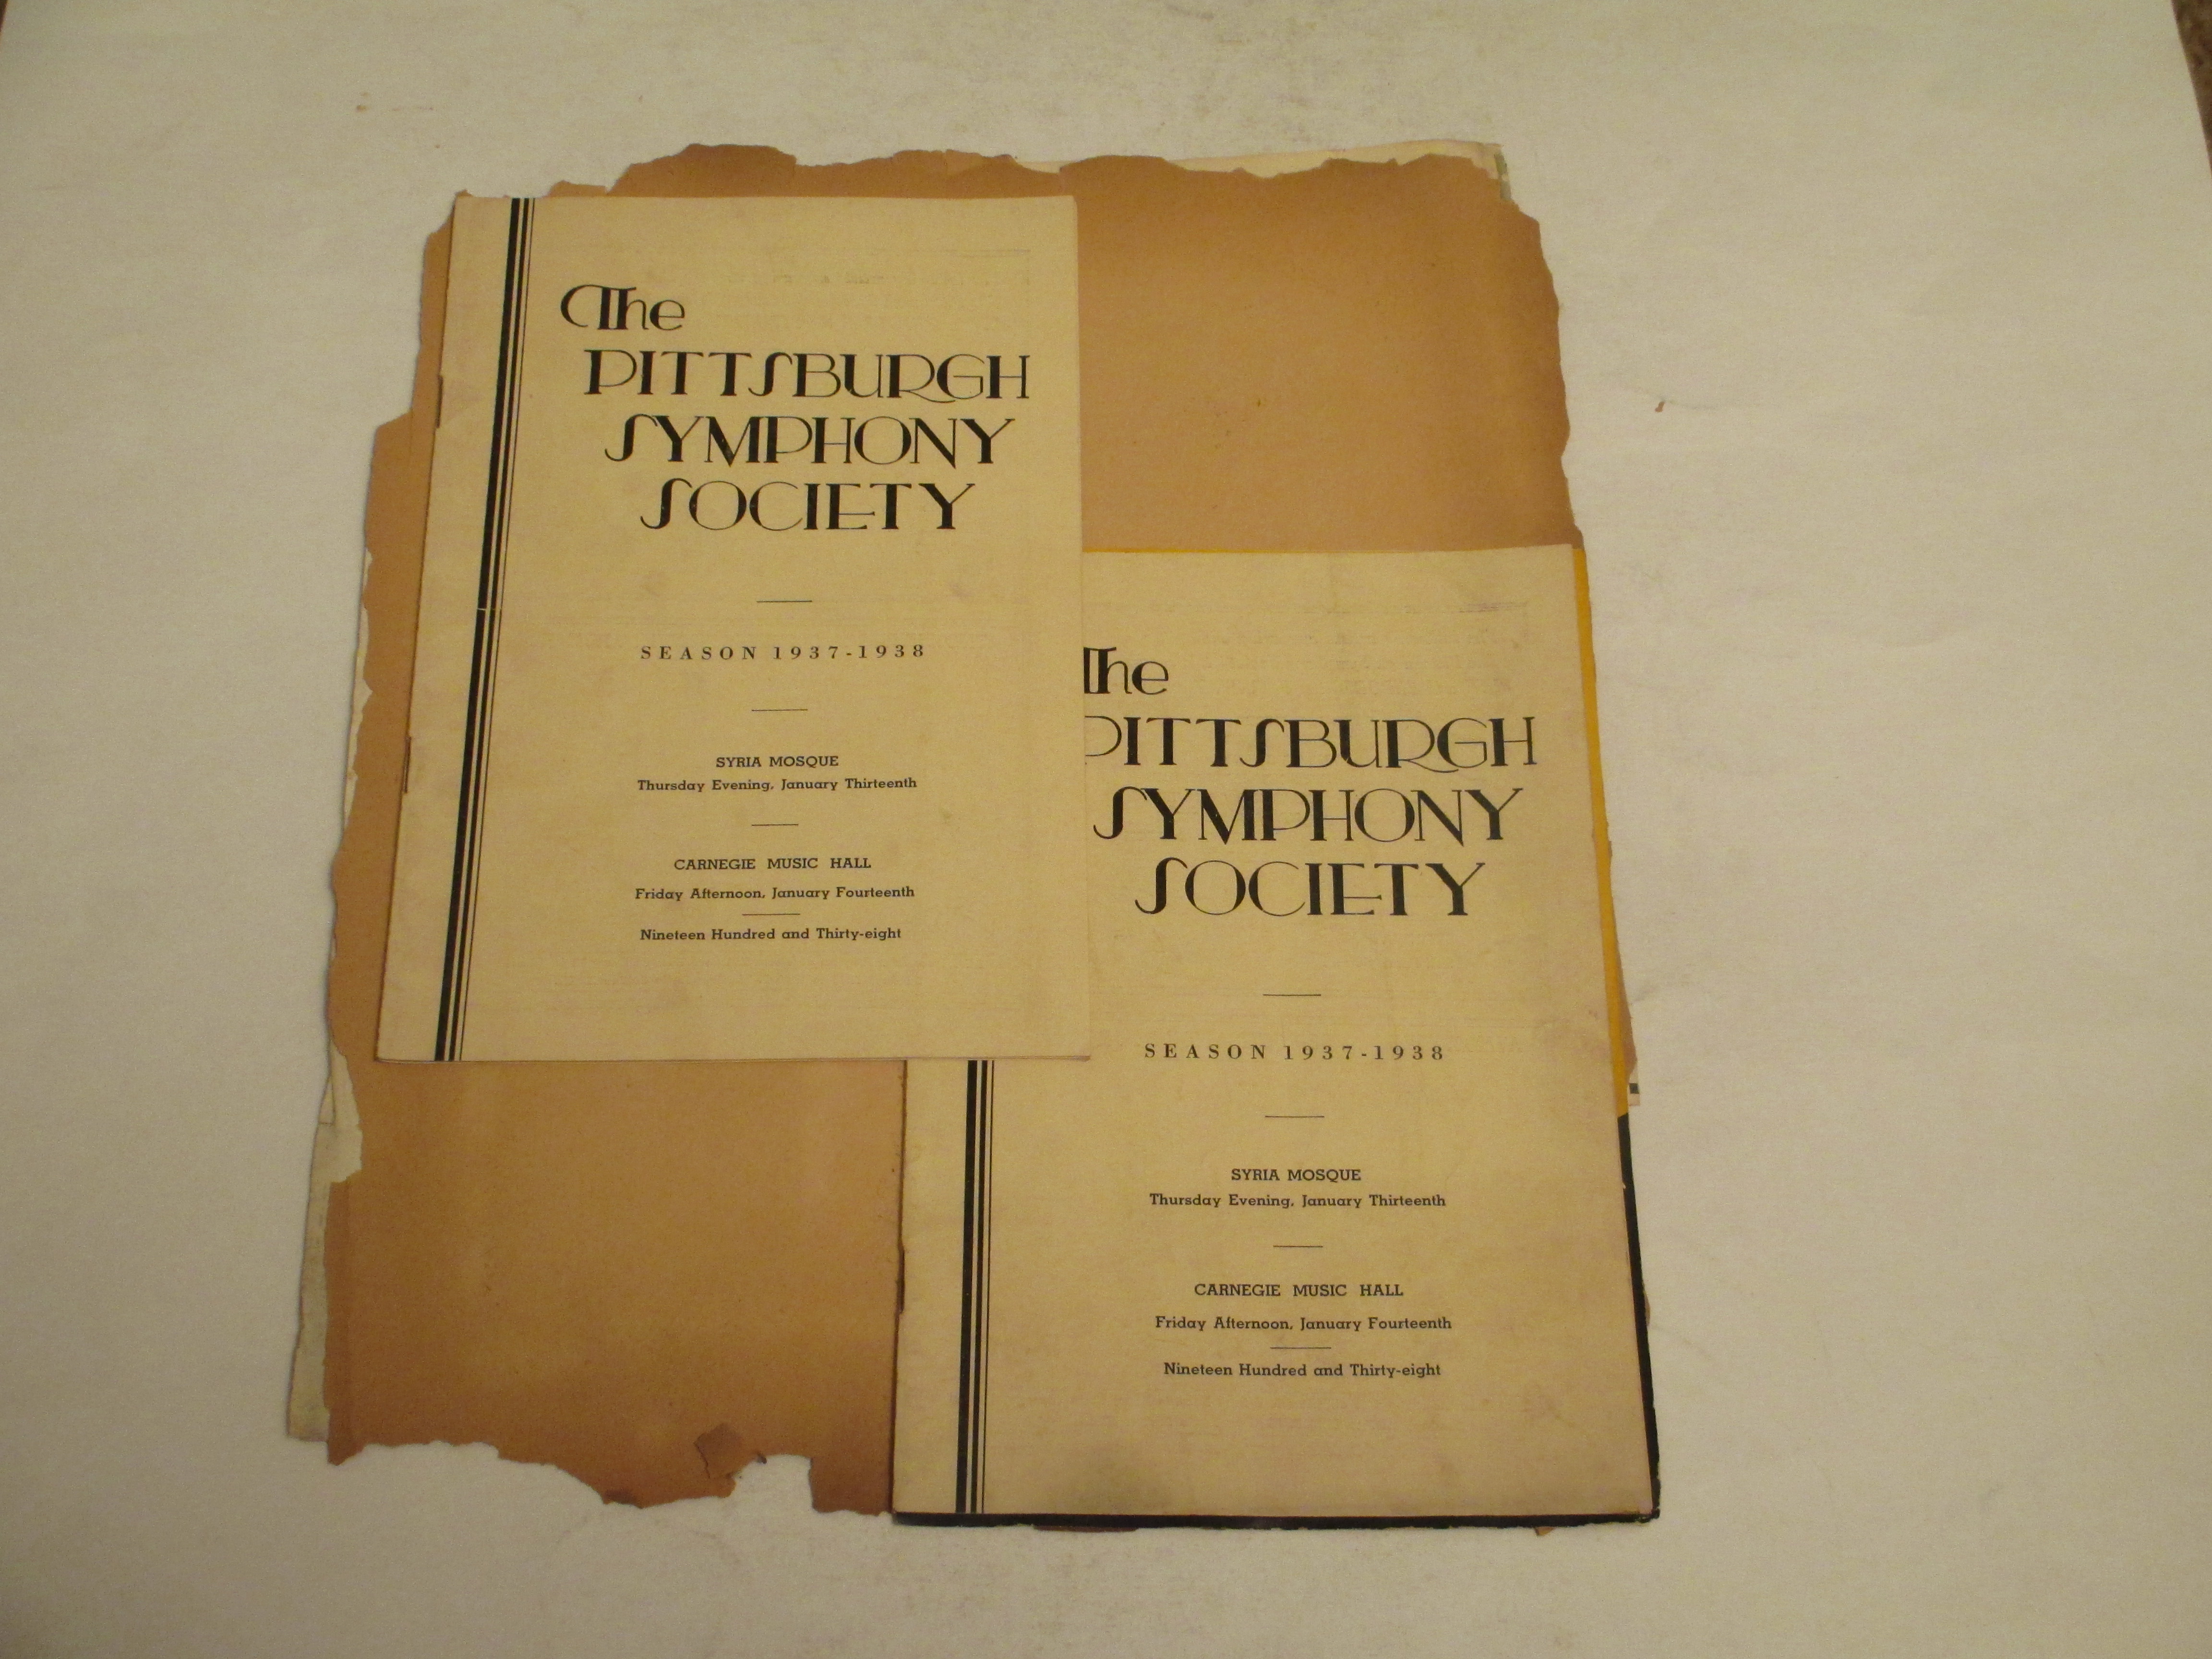 The
PITTSBURGH
SYMPHONY
SOCIETY
SEASON 1937-1938
SYRIA MOSQUE
Thursday Evening, January Thirteenth
CARNEGIE MUSIC HALL
Friday Afternoon, January Fourteenth
Nineteen Hundred and Thirty-eight
The
PITTSBURGH
SYMPHONY
SOCIETY
SEASON 1937-1938
SYRIA MOSQUE
Thursday Evening, January Thirteenth
CARNEGIE MUSIC HALL
Friday Afternoon, January Fourteenth
Nineteen Hundred and Thirty-eight